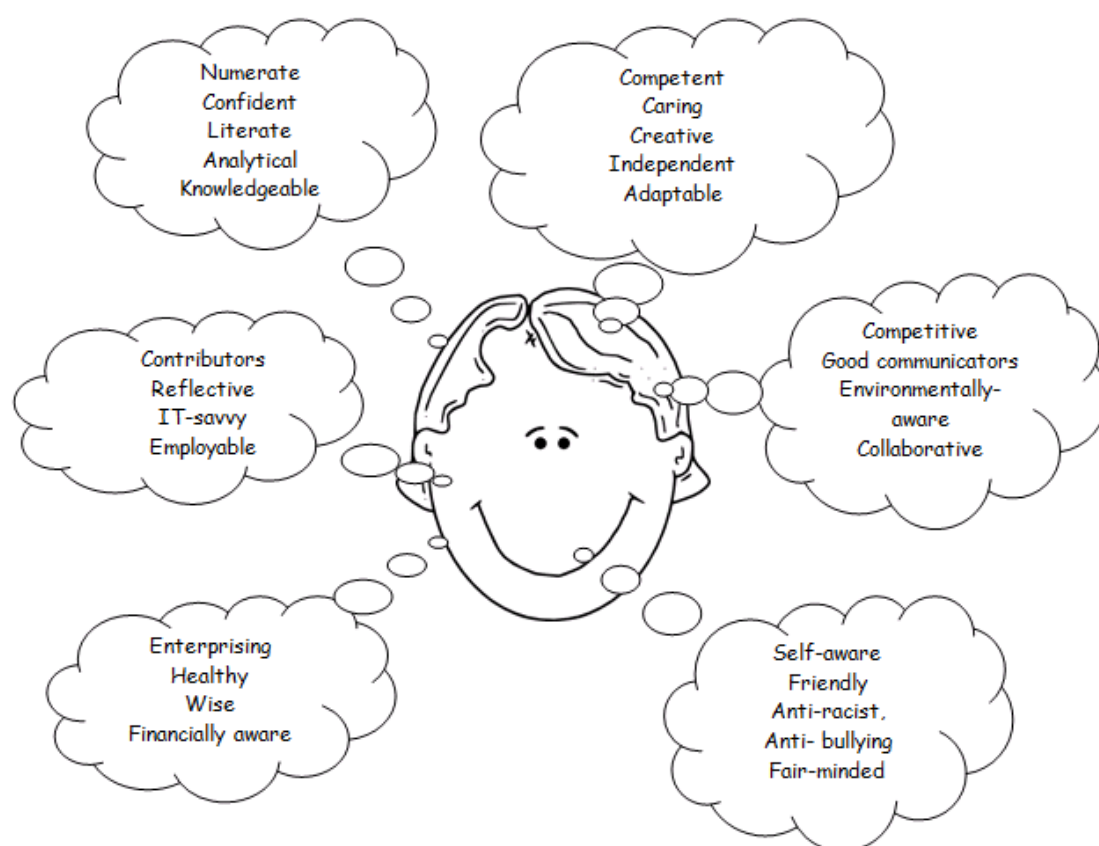 Numerate
Confident
Literate
Analytical
Knowledgeable
Competent
Caring
Creative
Independent
Adaptable
Contributors
Reflective
IT-savvy
Employable
Competitive
Good communicators
Environmentally-
aware
Collaborative
Enterprising
Healthy
Wise
Financially aware
Self-aware
Friendly
Anti-racist,
Anti- bullying
Fair-minded